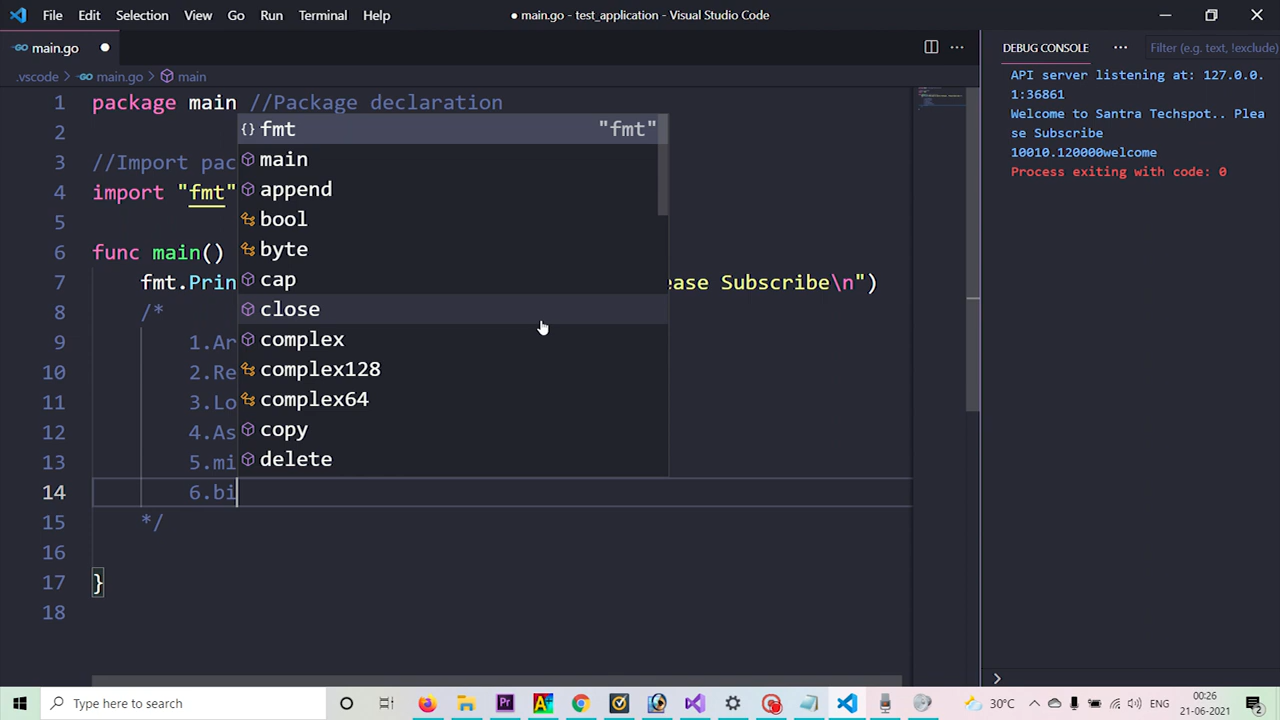 File Edit Selection View Go Run Terminal Help
● main.go - test_application - Visual Studio Code
main.go
DEBUG CONSOLE
Filter (e.g. text, !exclude)
.vscode > main.go > main
1 package main //Package declaration
2
3 //Import pac
4 import "fmt"
5
6 func main()
7 fmt.Prin ease Subscribe\n")
8 /*
9 1.Ar
10 2.Re
11 3.Lo
12 4.As
13 5.mi
14 6.bi
15 */
16
17 }
18
{} fmt "fmt"
main
append
bool
byte
cap
close
complex
complex128
complex64
copy
delete
API server listening at: 127.0.0.
1:36861
Welcome to Santra Techspot.. Plea
se Subscribe
10010.120000welcome
Process exiting with code: 0
>
Type here to search
30°C
ENG
00:26
21-06-2021
2